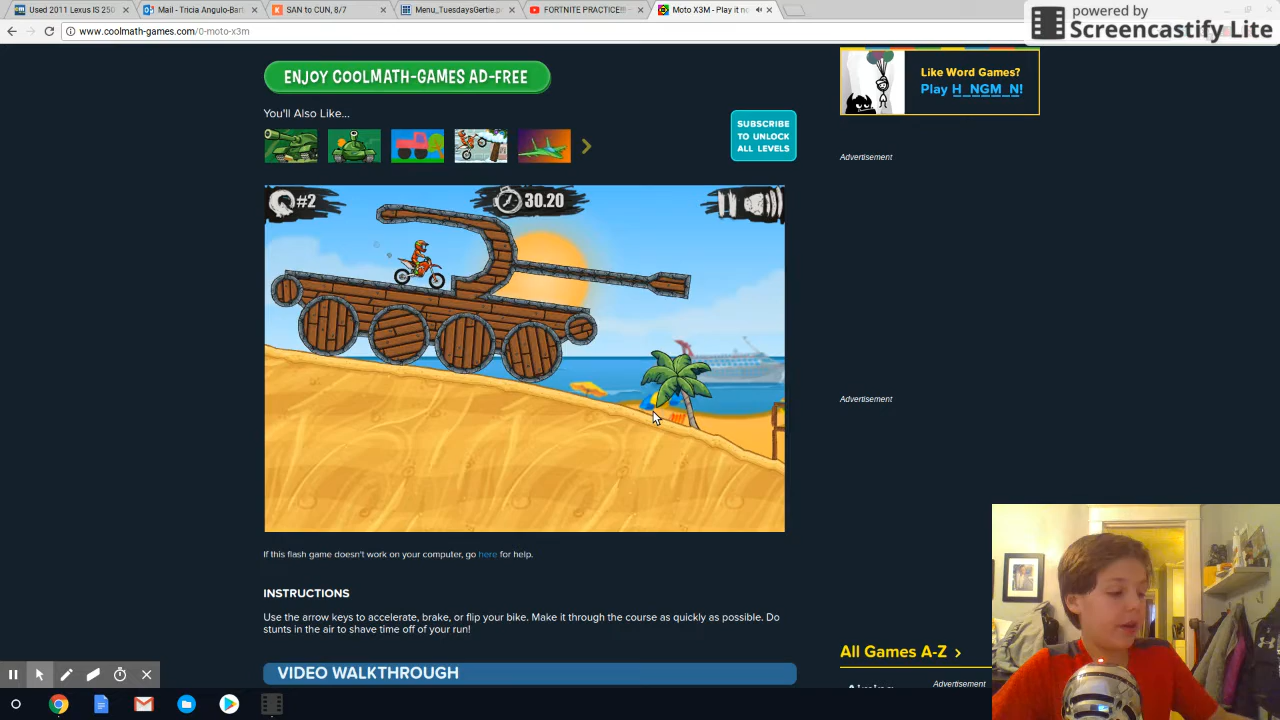 Used 2011 Lexus IS 250
Mail - Tricia Angulo-Bar
SAN to CUN, 8/7
Menu_TuesdaysGertie.p
FORTNITE PRACTICE!!
Moto X3M - Play it no
powered by
Screencastify Lite
www.coolmath-games.com/0-moto-x3m
ENJOY COOLMATH-GAMES AD-FREE
Like Word Games?
Play H_NGM_N!
You'll Also Like...
SUBSCRIBE
TO UNLOCK
ALL LEVELS
Advertisement
#2
30.20
Advertisement
If this flash game doesn't work on your computer, go here for help.
INSTRUCTIONS
Use the arrow keys to accelerate, brake, or flip your bike. Make it through the course as quickly as possible. Do
stunts in the air to shave time off of your run!
All Games A-Z >
VIDEO WALKTHROUGH
Advertisement